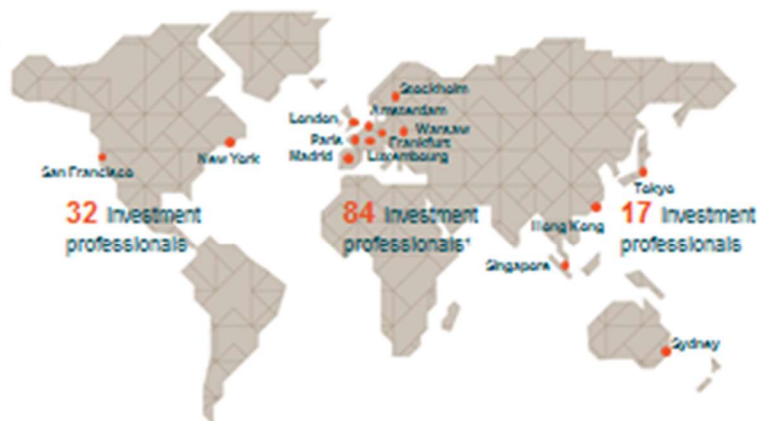 Stockholm
Amsterdam
London
Warsaw
Paris
Frankfurt
Madrid
Luxembourg
New York
San Francisco
Tokyo
32 investment
professionals
84 investment
professionals¹
17 investment
professionals
Hong Kong
Singapore
Sydney